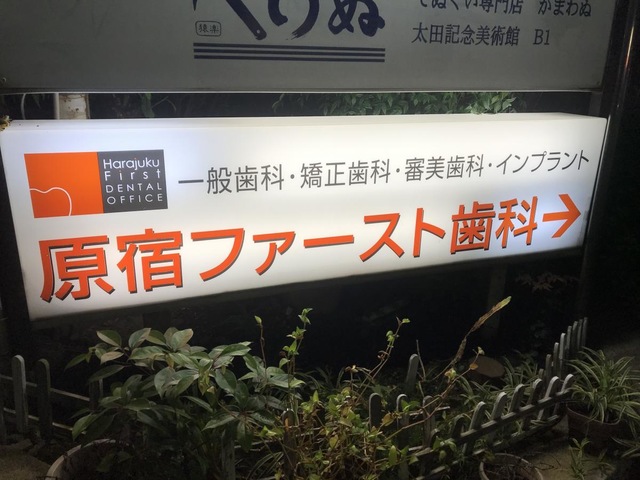 てぬぐい専門店 かまわぬ
太田記念美術館 B1
Harajuku
First
DENTAL
OFFICE
一般歯科・矯正歯科・審美歯科・インプラント
原宿ファースト歯科→